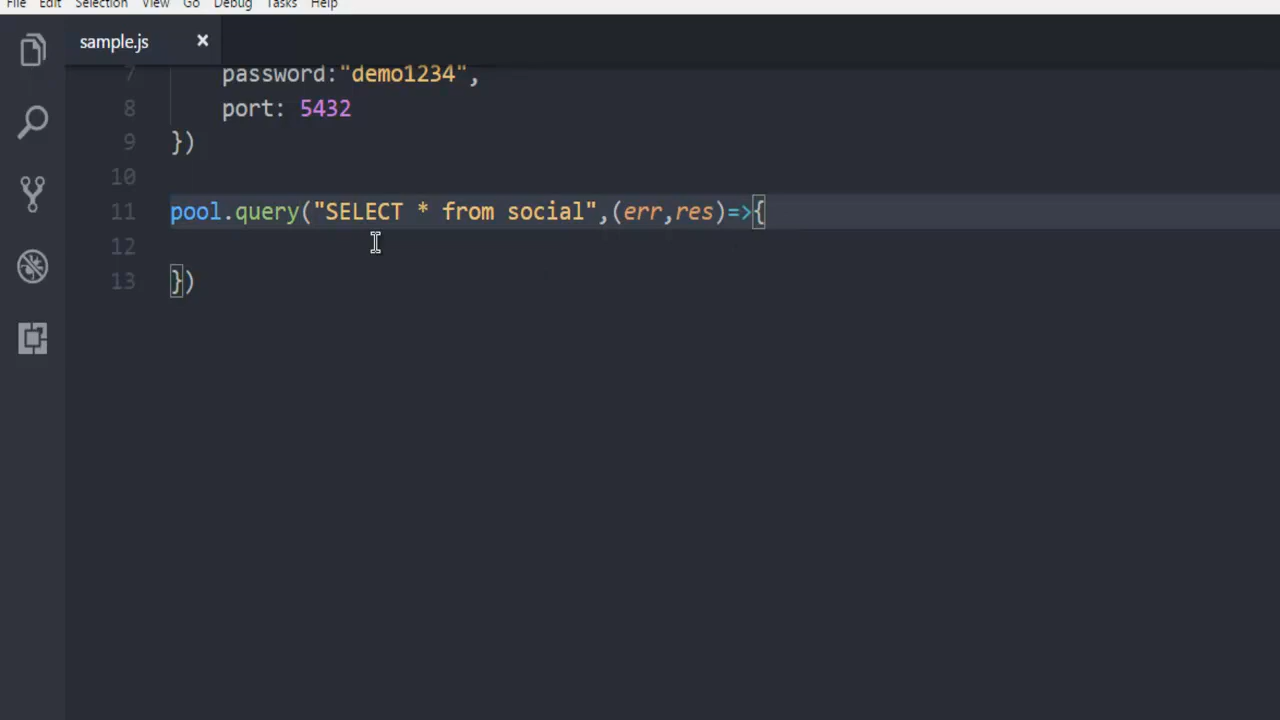 File Edit Selection View Go Debug Tasks Help
sample.js ×
7 password:"demo1234",
8 port: 5432
9 })
10
11 pool.query("SELECT * from social",(err,res)=>{
12
13 })